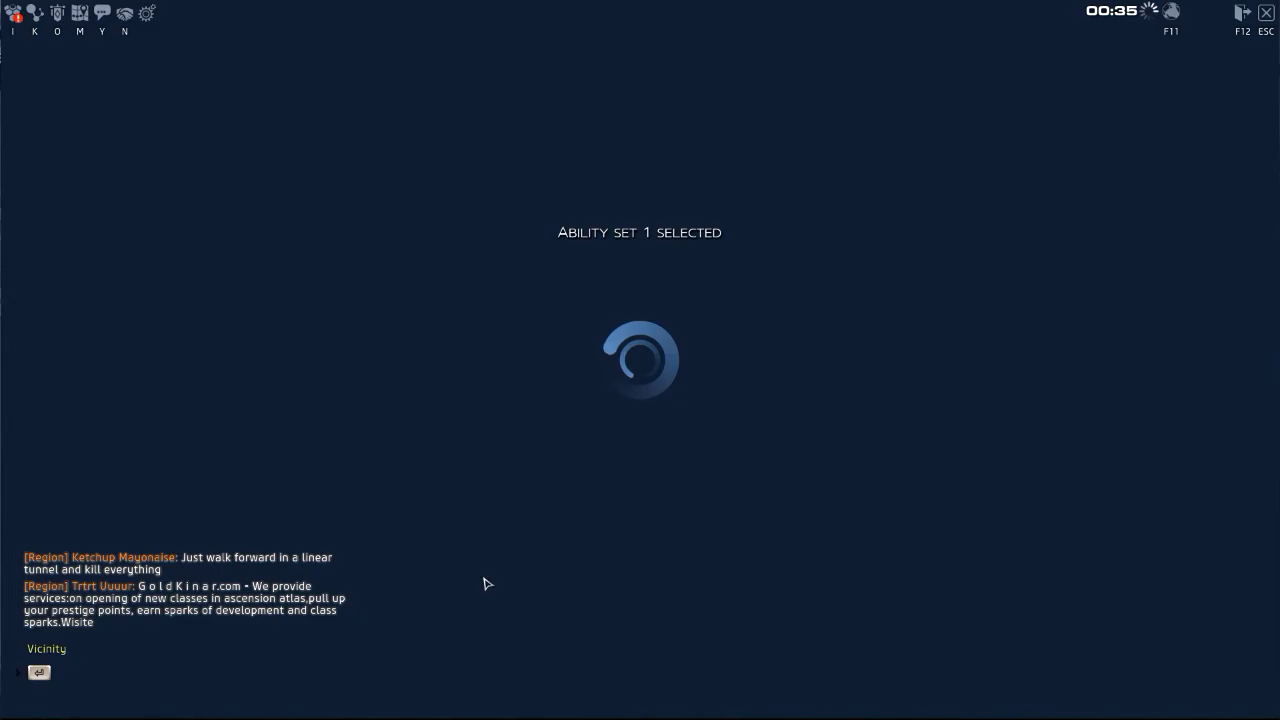 00:35
I K O M Y N
F11
F12 ESC
Ability set 1 selected
[Region] Ketchup Mayonaise: Just walk forward in a linear
tunnel and kill everything
[Region] Trtrt Uuuur: G o l d K i n a r.com - We provide
services:on opening of new classes in ascension atlas,pull up
your prestige points, earn sparks of development and class
sparks.Wisite
Vicinity